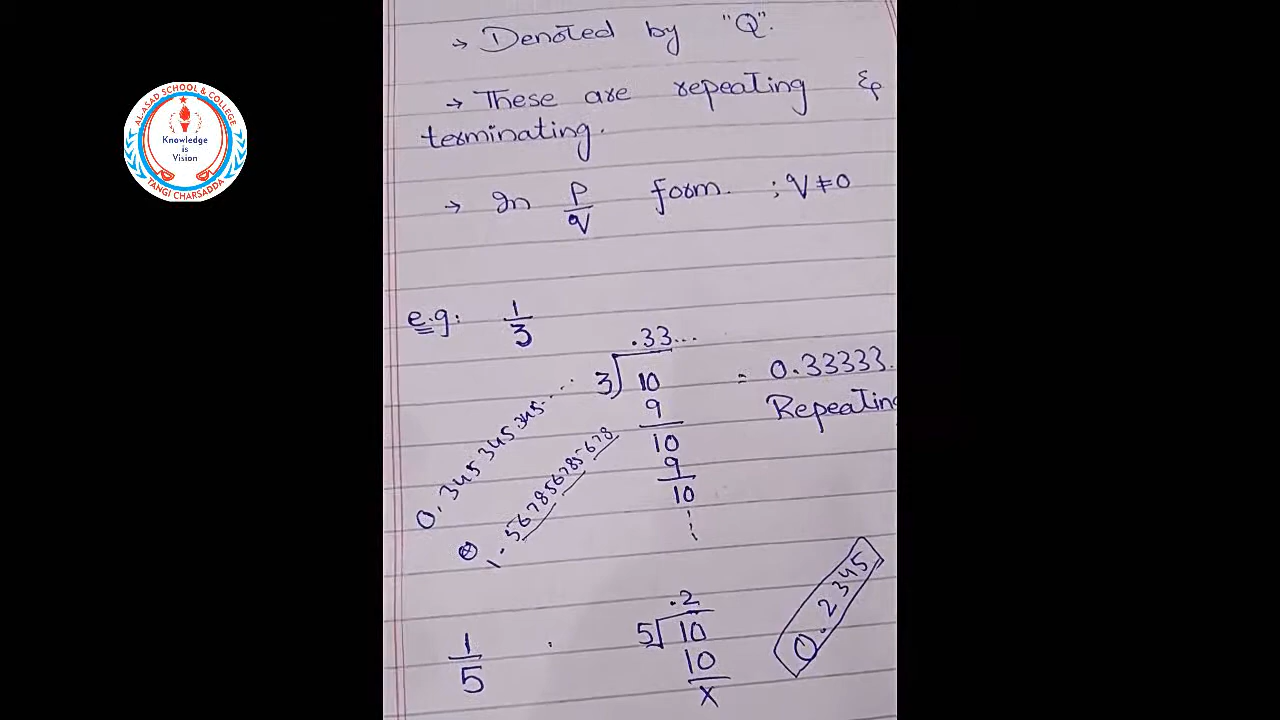 AL-ASAD SCHOOL & COLLEGE
Knowledge
is
Vision
TANGI CHARSADDA
→ Denoted by "Q".
→ These are repeating &
terminating.
→ In p/q form. ; q≠0
e.g: 1/3
.33...
3 10
9
10
9
10
= 0.33333.
Repeating
0.345345345....
1.567856785678
1/5
.2
5 10
10
x
0.2345